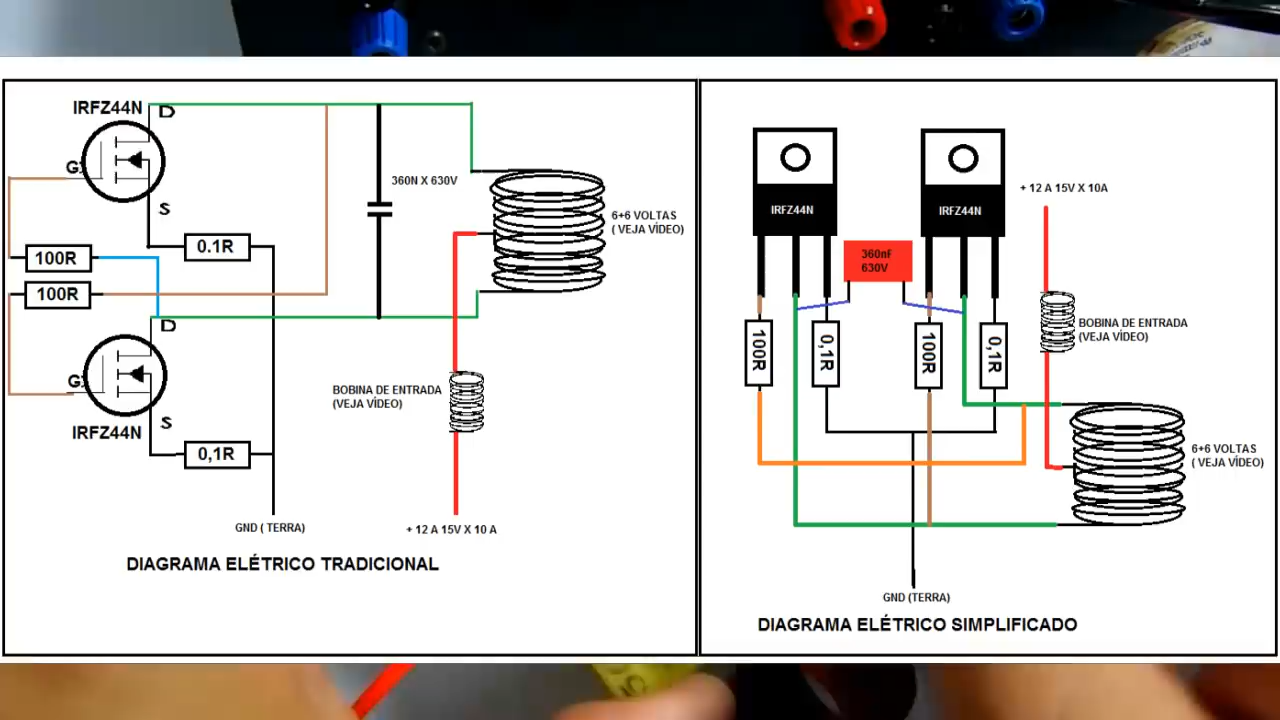 IRFZ44N
D
G
S
360N X 630V
6+6 VOLTAS
( VEJA VÍDEO)
0.1R
100R
100R
D
G
S
BOBINA DE ENTRADA
(VEJA VÍDEO)
IRFZ44N
0,1R
GND ( TERRA)
+ 12 A 15V X 10 A
DIAGRAMA ELÉTRICO TRADICIONAL
IRFZ44N
IRFZ44N
+ 12 A 15V X 10A
360nF
630V
100R
0,1R
100R
0,1R
BOBINA DE ENTRADA
(VEJA VÍDEO)
6+6 VOLTAS
( VEJA VÍDEO)
GND (TERRA)
DIAGRAMA ELÉTRICO SIMPLIFICADO